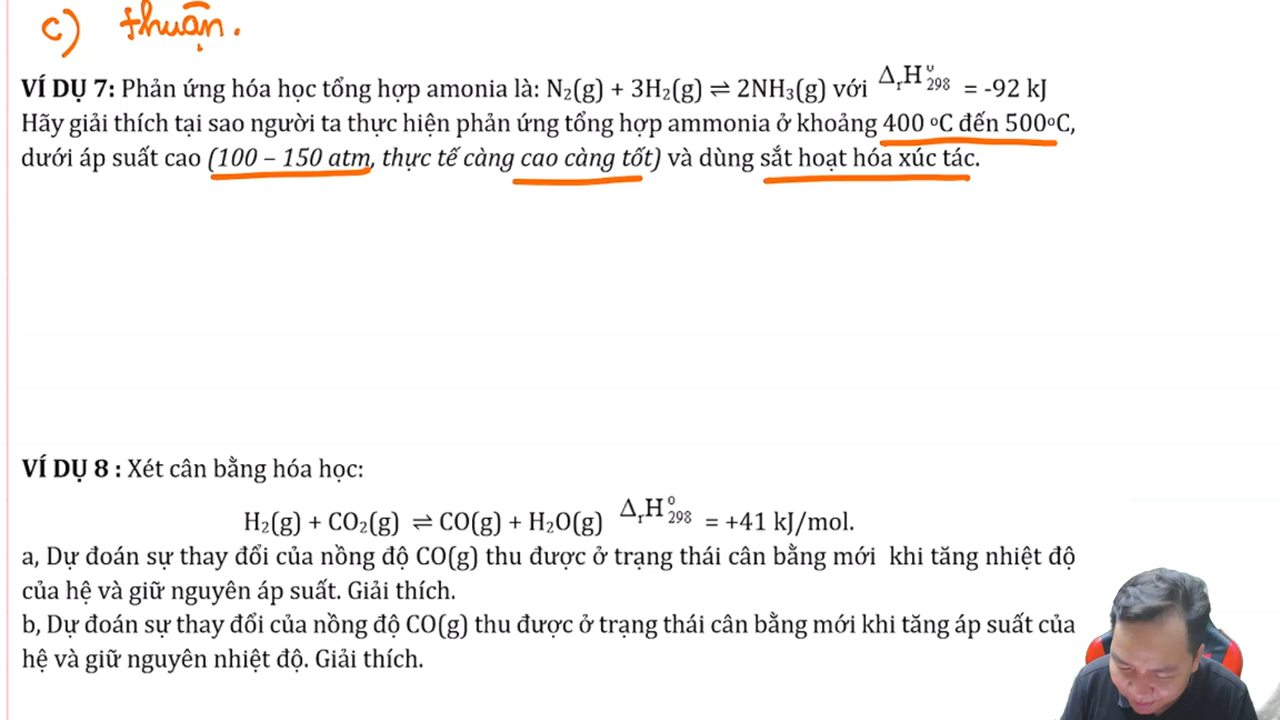 c) thuận.
VÍ DỤ 7: Phản ứng hóa học tổng hợp amonia là: N₂(g) + 3H₂(g) ⇌ 2NH₃(g) với ΔᵣH⁰₂₉₈ = -92 kJ
Hãy giải thích tại sao người ta thực hiện phản ứng tổng hợp ammonia ở khoảng 400 ᵒC đến 500ᵒC,
dưới áp suất cao (100 – 150 atm, thực tế càng cao càng tốt) và dùng sắt hoạt hóa xúc tác.
VÍ DỤ 8 : Xét cân bằng hóa học:
H₂(g) + CO₂(g) ⇌ CO(g) + H₂O(g) ΔᵣH⁰₂₉₈ = +41 kJ/mol.
a, Dự đoán sự thay đổi của nồng độ CO(g) thu được ở trạng thái cân bằng mới khi tăng nhiệt độ
của hệ và giữ nguyên áp suất. Giải thích.
b, Dự đoán sự thay đổi của nồng độ CO(g) thu được ở trạng thái cân bằng mới khi tăng áp suất của
hệ và giữ nguyên nhiệt độ. Giải thích.